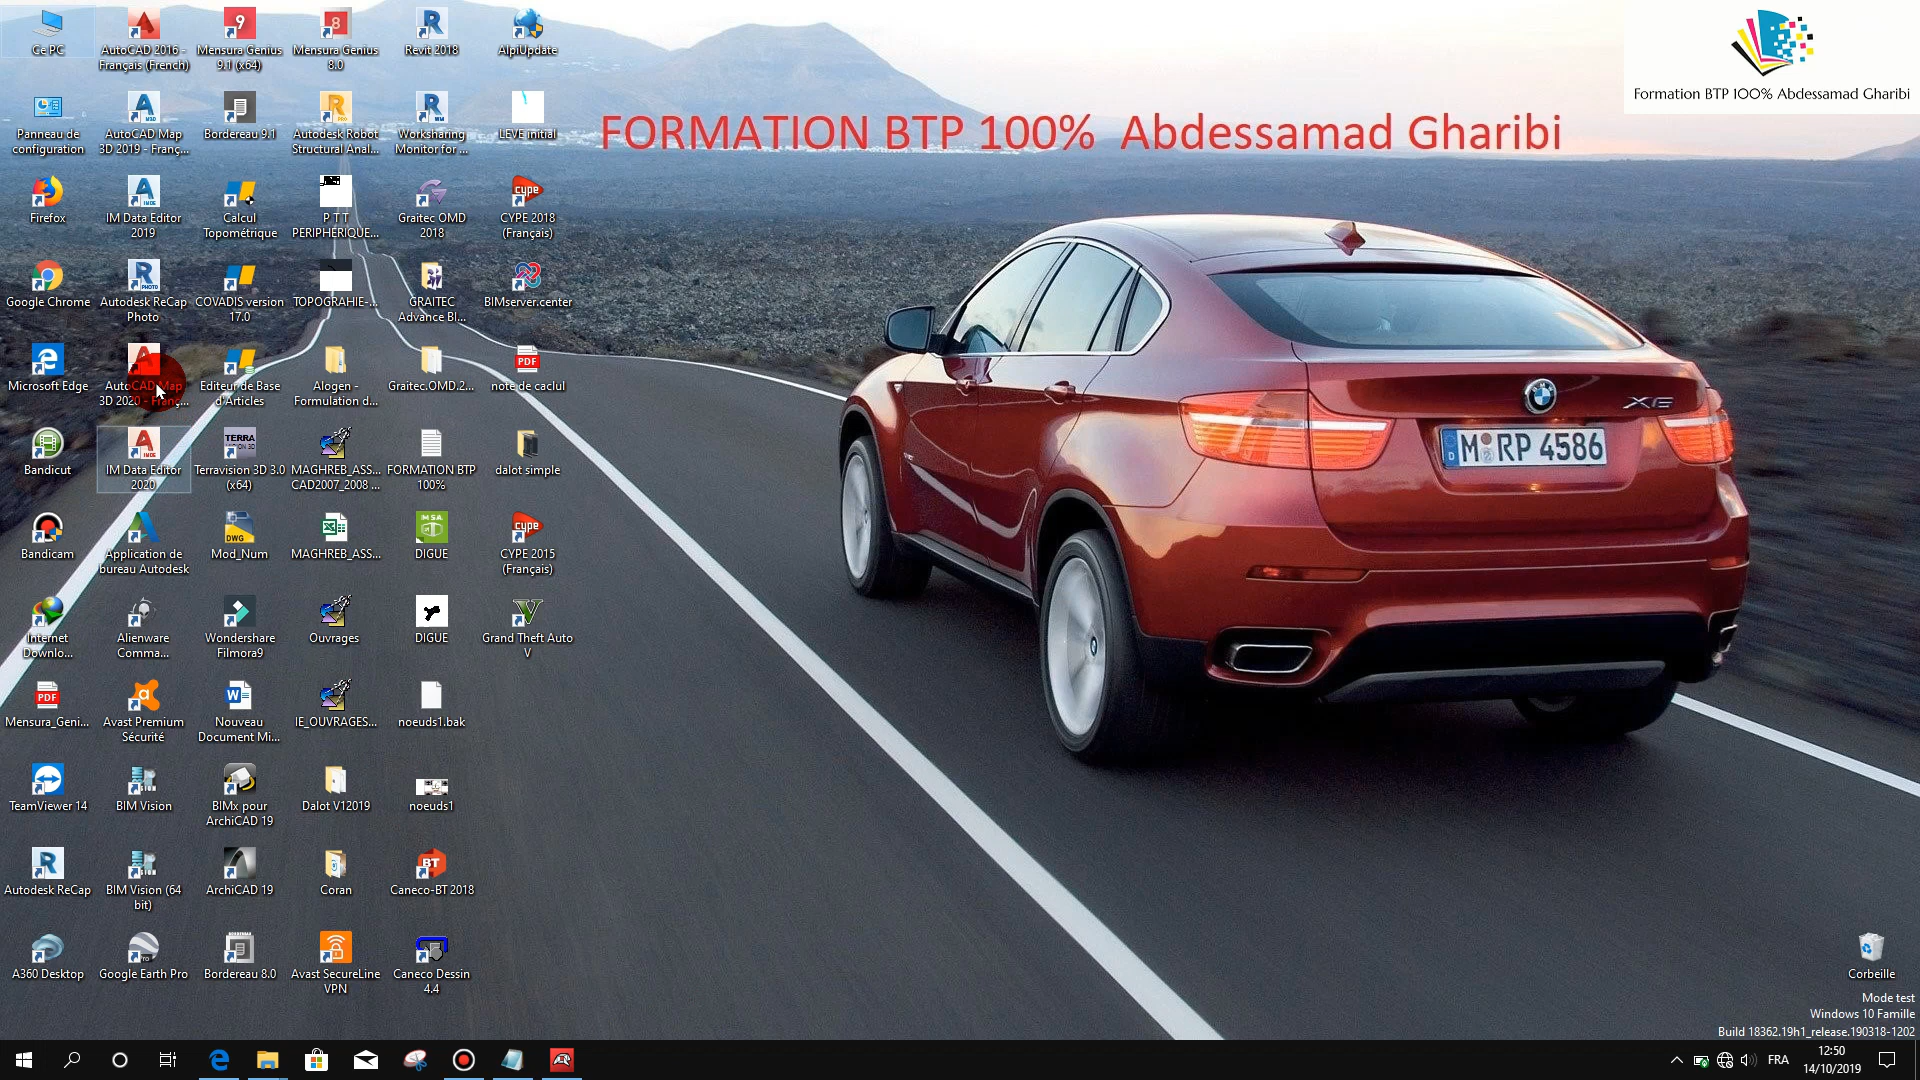 Ce PC
AutoCAD 2016 -
Français (French)
Mensura Genius
9.1 (x64)
Mensura Genius
8.0
Revit 2018
AlpiUpdate
Formation BTP 100% Abdessamad Gharibi
FORMATION BTP 100% Abdessamad Gharibi
Panneau de
configuration
AutoCAD Map
3D 2019 - Franç...
Bordereau 9.1
Autodesk Robot
Structural Anal...
Worksharing
Monitor for ...
LEVE initial
Firefox
IM Data Editor
2019
Calcul
Topométrique
P T T
PERIPHERIQUE...
Graitec OMD
2018
CYPE 2018
(Français)
Google Chrome
Autodesk ReCap
Photo
COVADIS version
17.0
TOPOGRAHIE-...
GRAITEC
Advance BI...
BIMserver.center
Microsoft Edge
AutoCAD Map
3D 2020 - Franç...
Editeur de Base
d'Articles
Alogen -
Formulation d...
Graitec.OMD.2...
note de caclul
Bandicut
IM Data Editor
2020
Terravision 3D 3.0
(x64)
MAGHREB_ASS...
CAD2007_2008 ...
FORMATION BTP
100%
dalot simple
Bandicam
Application de
bureau Autodesk
Mod_Num
MAGHREB_ASS...
DIGUE
CYPE 2015
(Français)
Internet
Downlo...
Alienware
Comma...
Wondershare
Filmora9
Ouvrages
DIGUE
Grand Theft Auto
V
Mensura_Geni...
Avast Premium
Sécurité
Nouveau
Document Mi...
IE_OUVRAGES...
noeuds1.bak
TeamViewer 14
BIM Vision
BIMx pour
ArchiCAD 19
Dalot V12019
noeuds1
Autodesk ReCap
BIM Vision (64
bit)
ArchiCAD 19
Coran
Caneco-BT 2018
A360 Desktop
Google Earth Pro
Bordereau 8.0
Avast SecureLine
VPN
Caneco Dessin
4.4
X6
M RP 4586
Corbeille
Mode test
Windows 10 Famille
Build 18362.19h1_release.190318-1202
FRA
12:50
14/10/2019